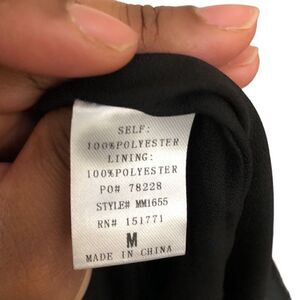 SELF:
100%POLYESTER
LINING:
100%POLYESTER
PO# 78228
STYLE# MM1655
RN# 151771
M
MADE IN CHINA